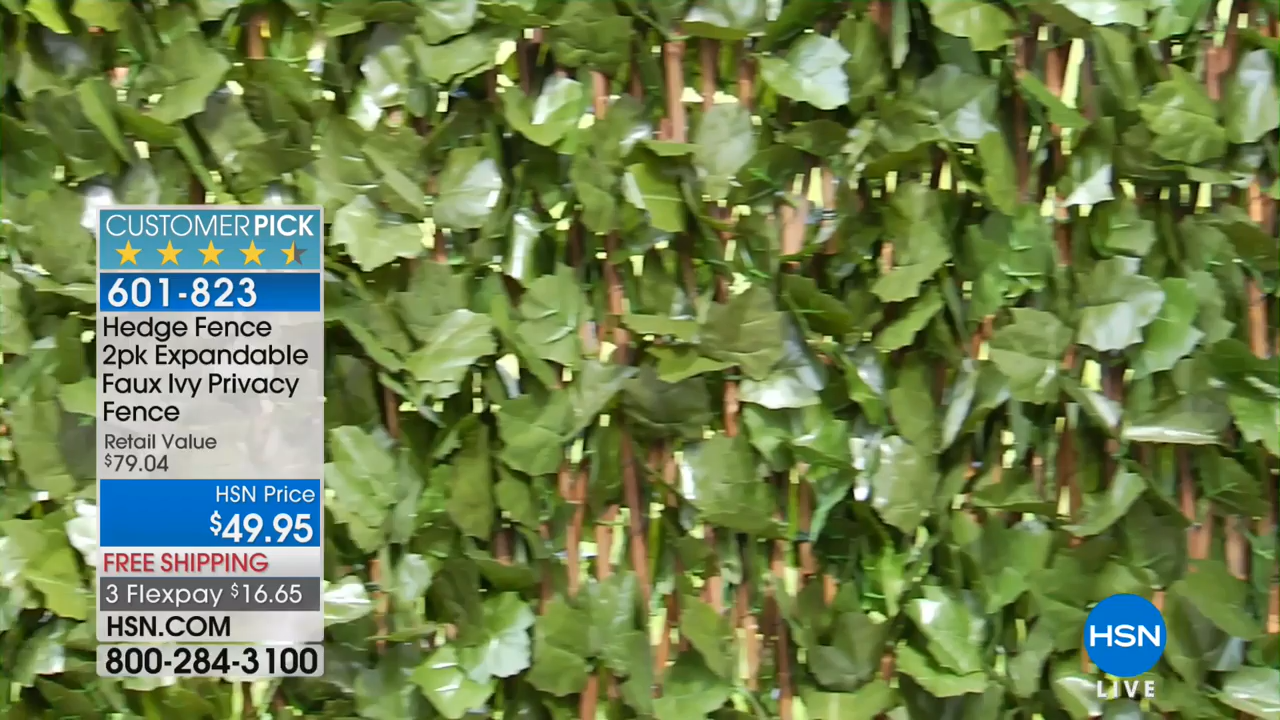 CUSTOMER PICK
601-823
Hedge Fence
2pk Expandable
Faux Ivy Privacy
Fence
Retail Value
$79.04
HSN Price
$49.95
FREE SHIPPING
3 Flexpay $16.65
HSN.COM
800-284-3100
HSN
LIVE